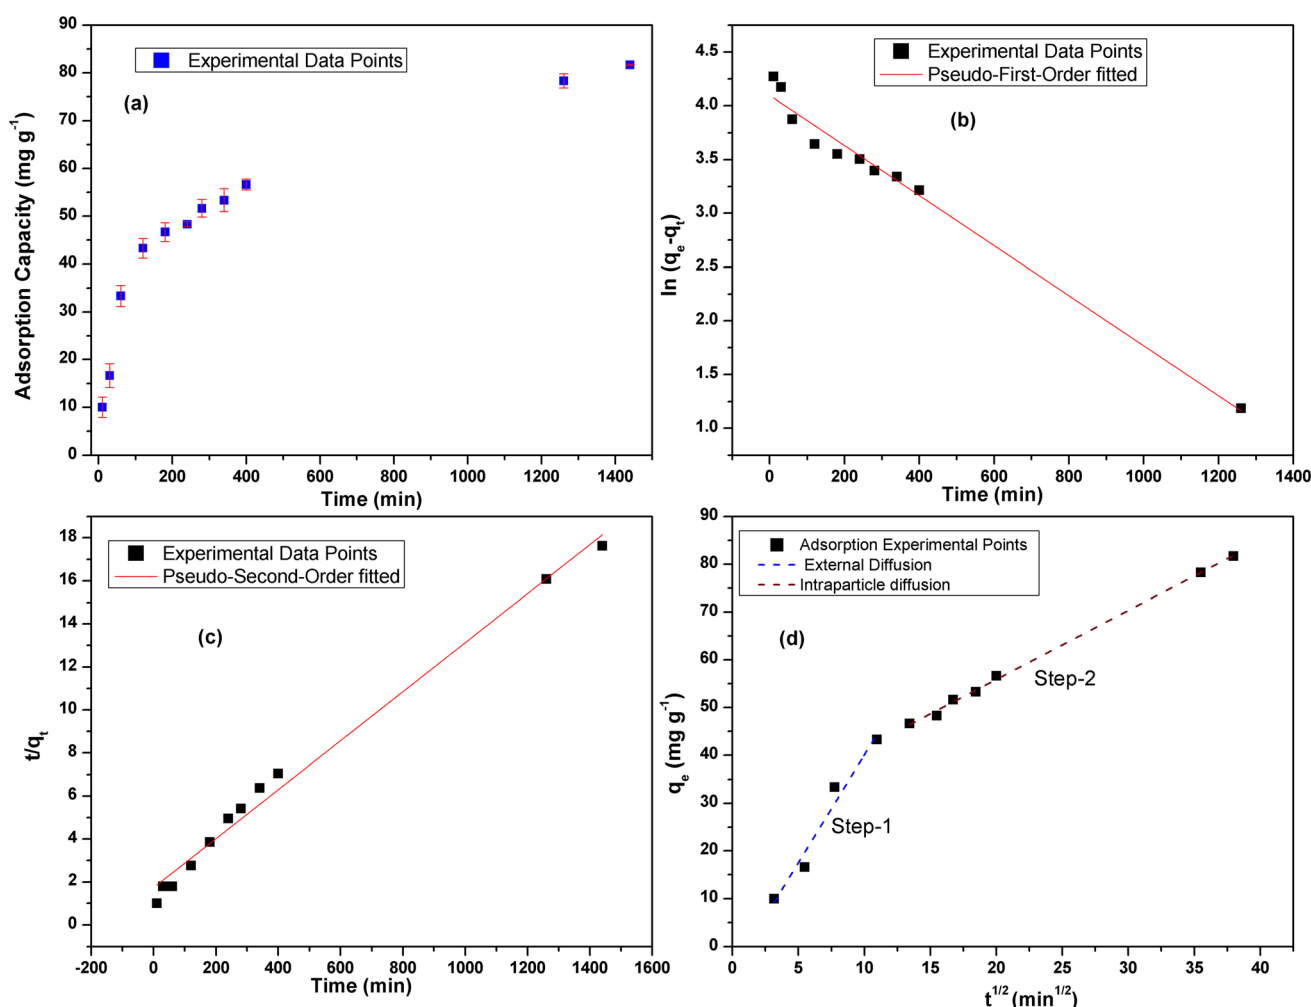 90
80
70
60
50
40
30
20
10
0
Adsorption Capacity (mg g⁻¹)
Experimental Data Points
(a)
0 200 400 600 800 1000 1200 1400
Time (min)
4.5
4.0
3.5
3.0
2.5
2.0
1.5
1.0
ln (qₑ-qₜ)
Experimental Data Points
Pseudo-First-Order fitted
(b)
0 200 400 600 800 1000 1200 1400
Time (min)
18
16
14
12
10
8
6
4
2
0
t/qₜ
Experimental Data Points
Pseudo-Second-Order fitted
(c)
-200 0 200 400 600 800 1000 1200 1400 1600
Time (min)
90
80
70
60
50
40
30
20
10
0
qₑ (mg g⁻¹)
Adsorption Experimental Points
External Diffusion
Intraparticle diffusion
(d)
Step-2
Step-1
0 5 10 15 20 25 30 35 40
t^1/2 (min^1/2)